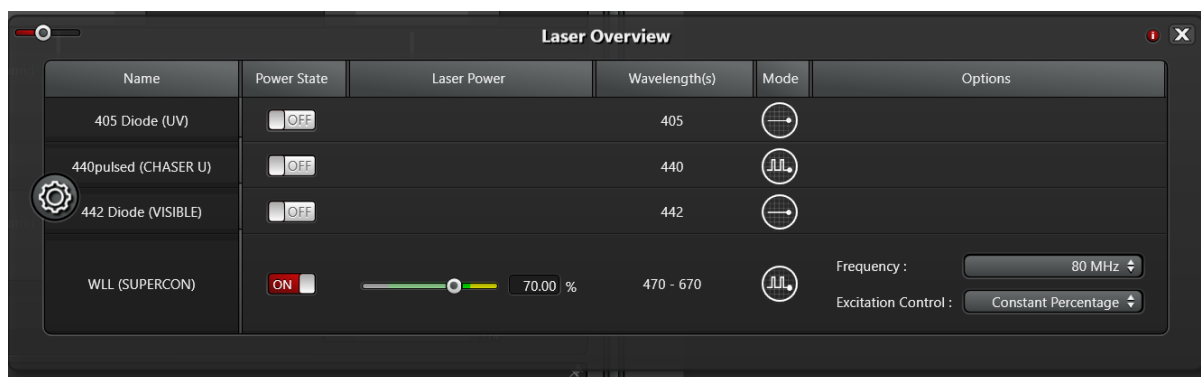 Laser Overview
Name Power State Laser Power Wavelength(s) Mode Options
405 Diode (UV) OFF 405
440pulsed (CHASER U) OFF 440
442 Diode (VISIBLE) OFF 442
WLL (SUPERCON) ON 70.00 % 470 - 670
Frequency : 80 MHz
Excitation Control : Constant Percentage